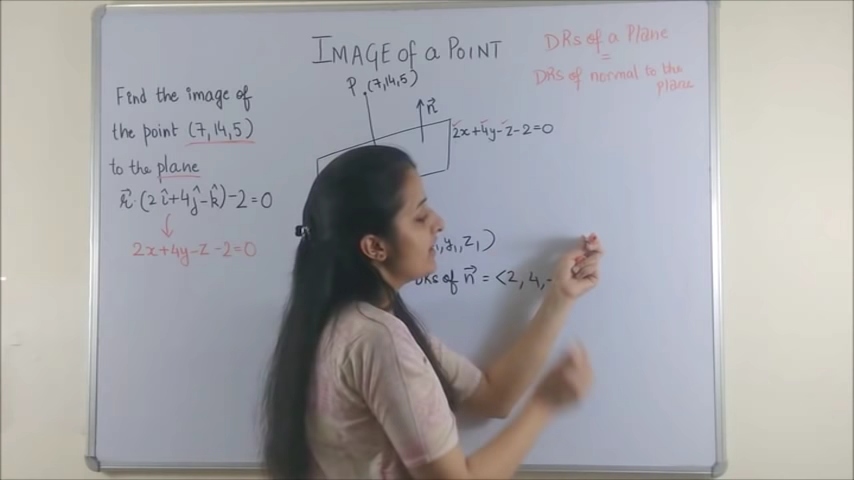 IMAGE of a POINT
DRs of a Plane
=
DRs of normal to the
plane
Find the image of
the point (7,14,5)
to the plane
r⃗·(2î+4ĵ-k̂)-2=0
2x+4y-z-2=0
P.(7,14,5)
n⃗
2x+4y-z-2=0
y₁, z₁)
DRs of n⃗ = <2, 4, -